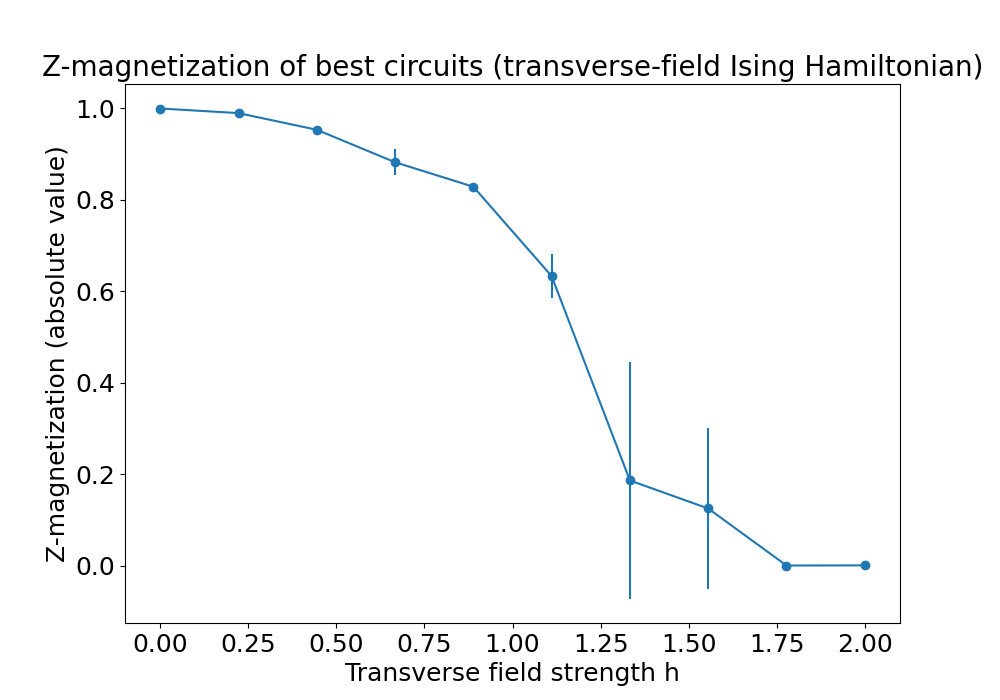 Z-magnetization of best circuits (transverse-field Ising Hamiltonian)
Z-magnetization (absolute value)
1.0
0.8
0.6
0.4
0.2
0.0
0.00 0.25 0.50 0.75 1.00 1.25 1.50 1.75 2.00
Transverse field strength h